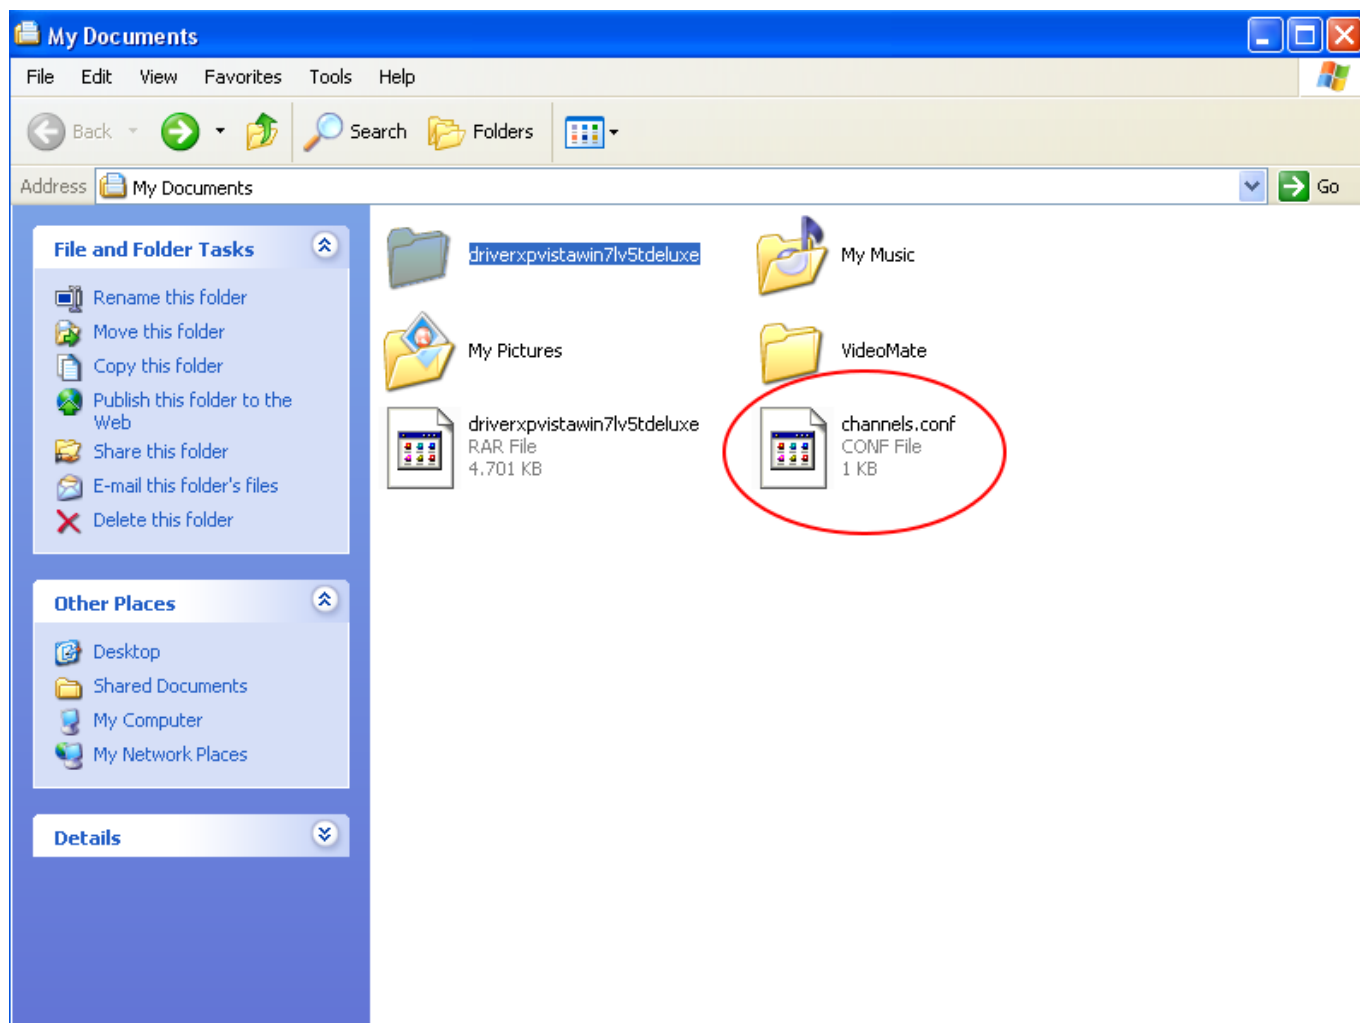 My Documents
File Edit View Favorites Tools Help
Back Search Folders
Address My Documents Go
File and Folder Tasks
Rename this folder
Move this folder
Copy this folder
Publish this folder to the
Web
Share this folder
E-mail this folder's files
Delete this folder
Other Places
Desktop
Shared Documents
My Computer
My Network Places
Details
driverxpvistawin7lv5tdeluxe
My Music
My Pictures
VideoMate
driverxpvistawin7lv5tdeluxe
RAR File
4.701 KB
channels.conf
CONF File
1 KB